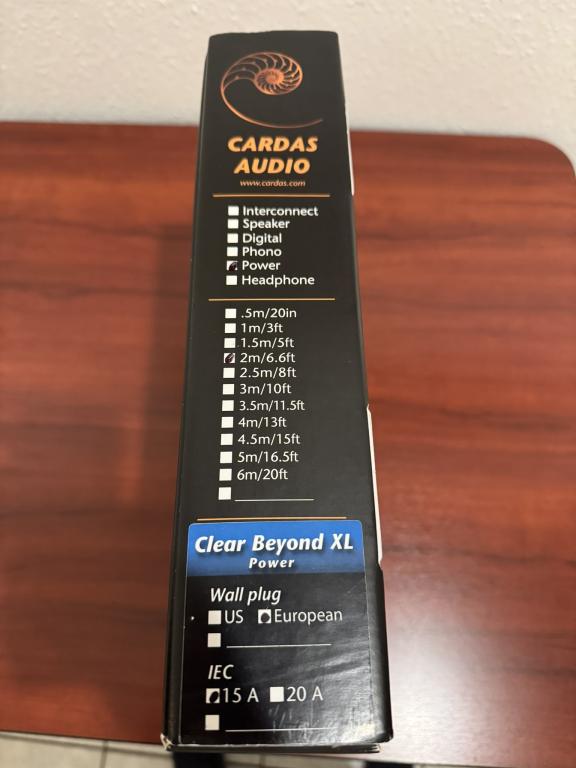 CARDAS
AUDIO
www.cardas.com
Interconnect
Speaker
Digital
Phono
Power
Headphone
.5m/20in
1m/3ft
1.5m/5ft
2m/6.6ft
2.5m/8ft
3m/10ft
3.5m/11.5ft
4m/13ft
4.5m/15ft
5m/16.5ft
6m/20ft
Clear Beyond XL
Power
Wall plug
US European
IEC
15 A 20 A